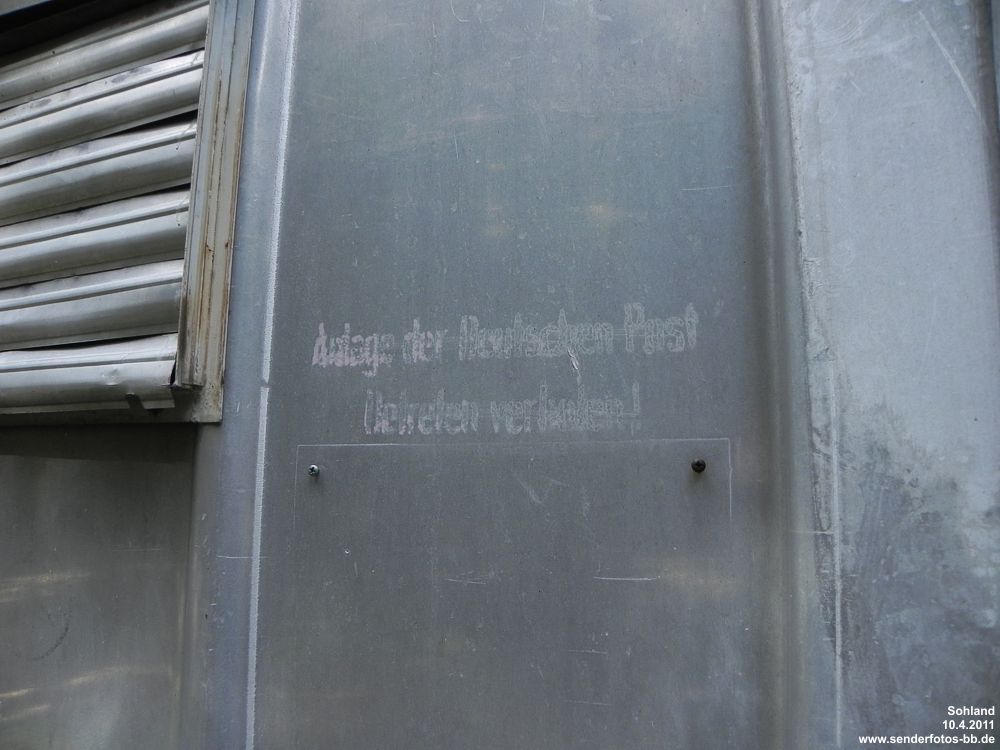 Anlage der Deutschen Post
Betreten verboten!
Sohland
10.4.2011
www.senderfotos-bb.de